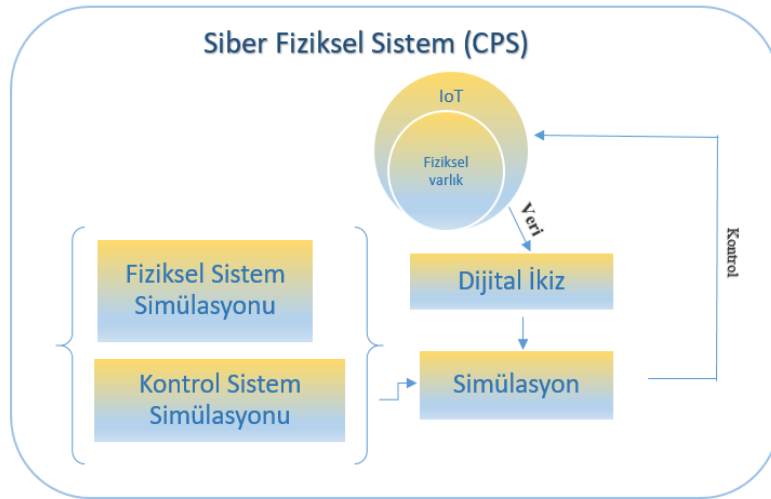 Siber Fiziksel Sistem (CPS)
IoT
Fiziksel
varlık
Veri
Kontrol
Fiziksel Sistem
Simülasyonu
Dijital İkiz
Kontrol Sistem
Simülasyonu
Simülasyon